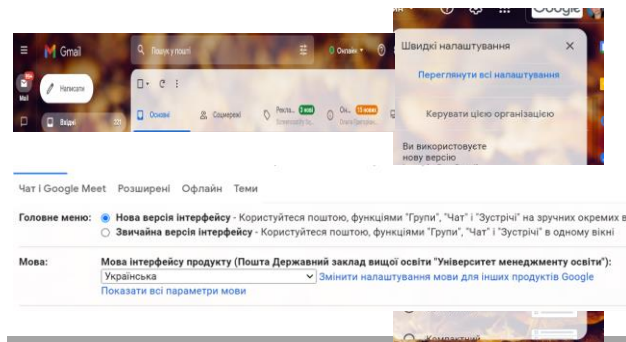 Gmail
Пошук у пошті
Онлайн
Google
Написати
Mail
Вхідні
221
Основні
Соцмережі
Рекла...
2 нові
Он...
13 нових
Швидкі налаштування
Переглянути всі налаштування
Керувати цією організацією
Ви використовуєте
нову версію
Чат і Google Meet Розширені Офлайн Теми
Головне меню: Нова версія інтерфейсу - Користуйтеся поштою, функціями "Групи", "Чат" і "Зустрічі" на зручних окремих в
Звичайна версія інтерфейсу - Користуйтеся поштою, функціями "Групи", "Чат" і "Зустрічі" в одному вікні
Мова: Мова інтерфейсу продукту (Пошта Державний заклад вищої освіти "Університет менеджменту освіти"):
Українська Змінити налаштування мови для інших продуктів Google
Показати всі параметри мови
Компактний